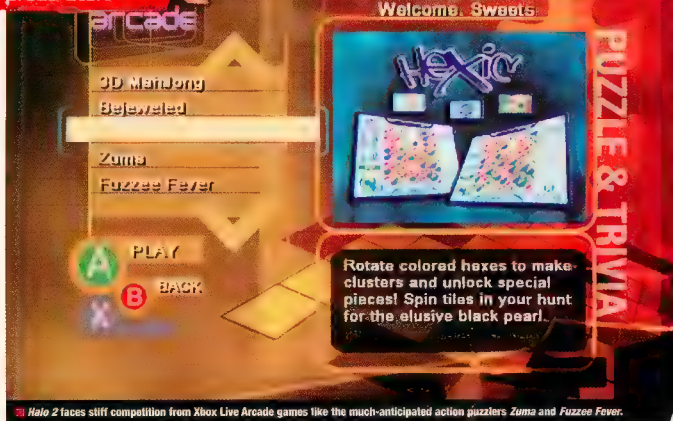 arcade
Welcome, Sweets
3D MahJong
Bejeweled
Zuma
Fuzzee Fever
A PLAY
B BACK
X
Hexic
Rotate colored hexes to make
clusters and unlock special
pieces! Spin tiles in your hunt
for the elusive black pearl.
PUZZLE & TRIVIA
Halo 2 faces stiff competition from Xbox Live Arcade games like the much-anticipated action puzzlers Zuma and Fuzzee Fever.